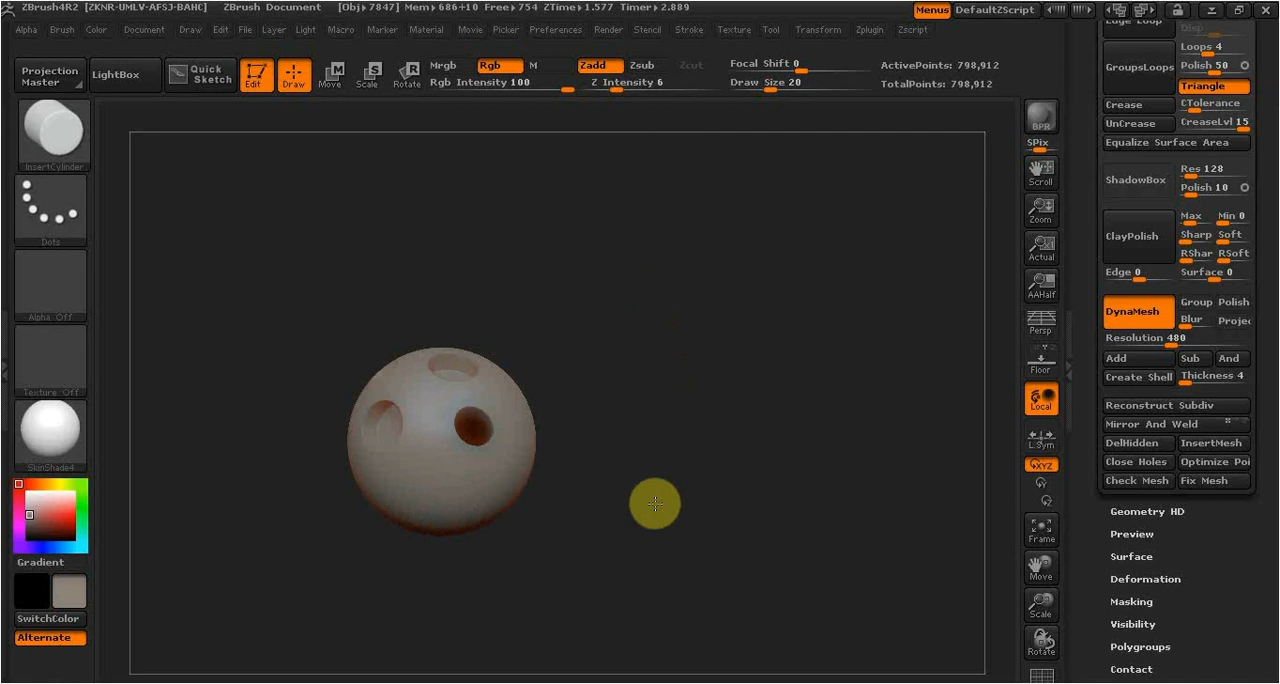 ZBrush4R2 [ZKNR-UMLV-AFSJ-BAHC] ZBrush Document [Obj▸7847] Mem▸686+10 Free▸754 ZTime▸1.577 Timer▸2.889 Menus DefaultZScript
Alpha Brush Color Document Draw Edit File Layer Light Macro Marker Material Movie Picker Preferences Render Stencil Stroke Texture Tool Transform Zplugin Zscript
Projection Master
LightBox
Quick Sketch
Edit
Draw
Move
Scale
Rotate
Mrgb Rgb M
Rgb Intensity 100
Zadd Zsub Zcut
Z Intensity 6
Focal Shift 0
Draw Size 20
ActivePoints: 798,912
TotalPoints: 798,912
InsertCylinder
Dots
Alpha Off
Texture Off
SkinShade4
Gradient
SwitchColor
Alternate
BPR
SPix
Scroll
Zoom
Actual
AAHalf
Persp
Floor
Local
L.Sym
XYZ
Y
Z
Frame
Move
Scale
Rotate
Edge Loop
Disp
Loops 4
GroupsLoops Polish 50
Triangle
Crease CTolerance
UnCrease CreaseLvl 15
Equalize Surface Area
Res 128
ShadowBox Polish 10
Max Min 0
ClayPolish Sharp Soft
RShar RSoft
Edge 0 Surface 0
DynaMesh Group Polish
Blur Projec
Resolution 480
Add Sub And
Create Shell Thickness 4
Reconstruct Subdiv
Mirror And Weld
DelHidden InsertMesh
Close Holes Optimize Poi
Check Mesh Fix Mesh
Geometry HD
Preview
Surface
Deformation
Masking
Visibility
Polygroups
Contact